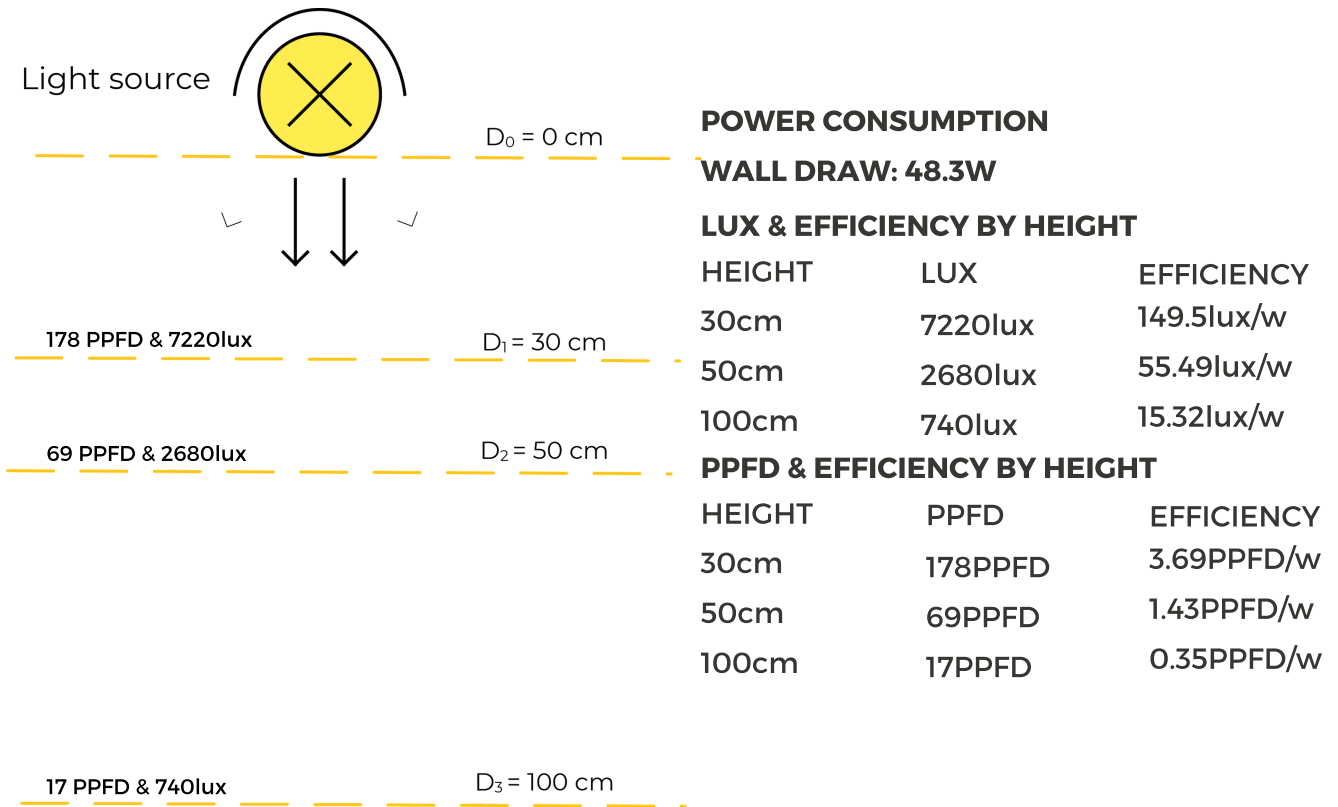 Light source
D₀ = 0 cm
178 PPFD & 7220lux
D₁ = 30 cm
69 PPFD & 2680lux
D₂ = 50 cm
17 PPFD & 740lux
D₃ = 100 cm
POWER CONSUMPTION
WALL DRAW: 48.3W
LUX & EFFICIENCY BY HEIGHT
HEIGHT LUX EFFICIENCY
30cm 7220lux 149.5lux/w
50cm 2680lux 55.49lux/w
100cm 740lux 15.32lux/w
PPFD & EFFICIENCY BY HEIGHT
HEIGHT PPFD EFFICIENCY
30cm 178PPFD 3.69PPFD/w
50cm 69PPFD 1.43PPFD/w
100cm 17PPFD 0.35PPFD/w